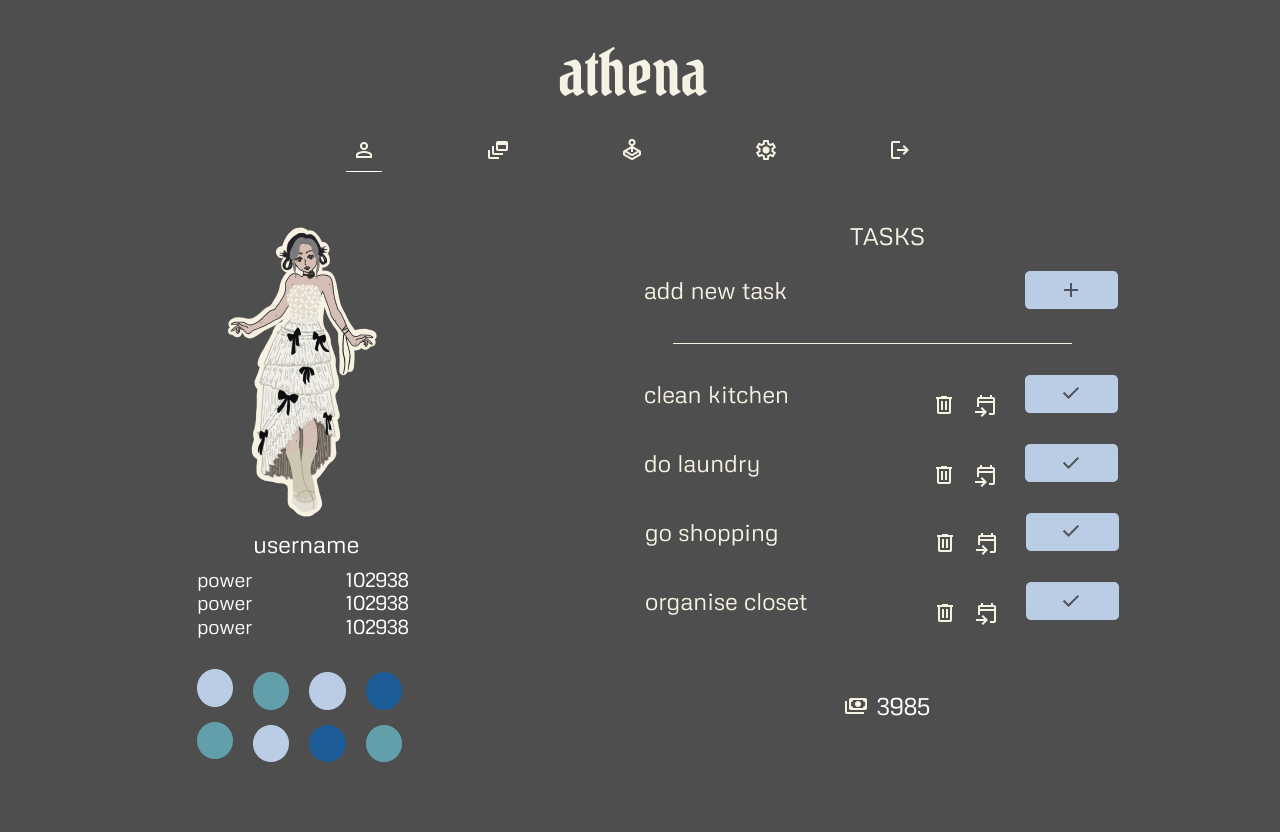 athena
TASKS
add new task
clean kitchen
do laundry
go shopping
organise closet
username
power 102938
power 102938
power 102938
3985